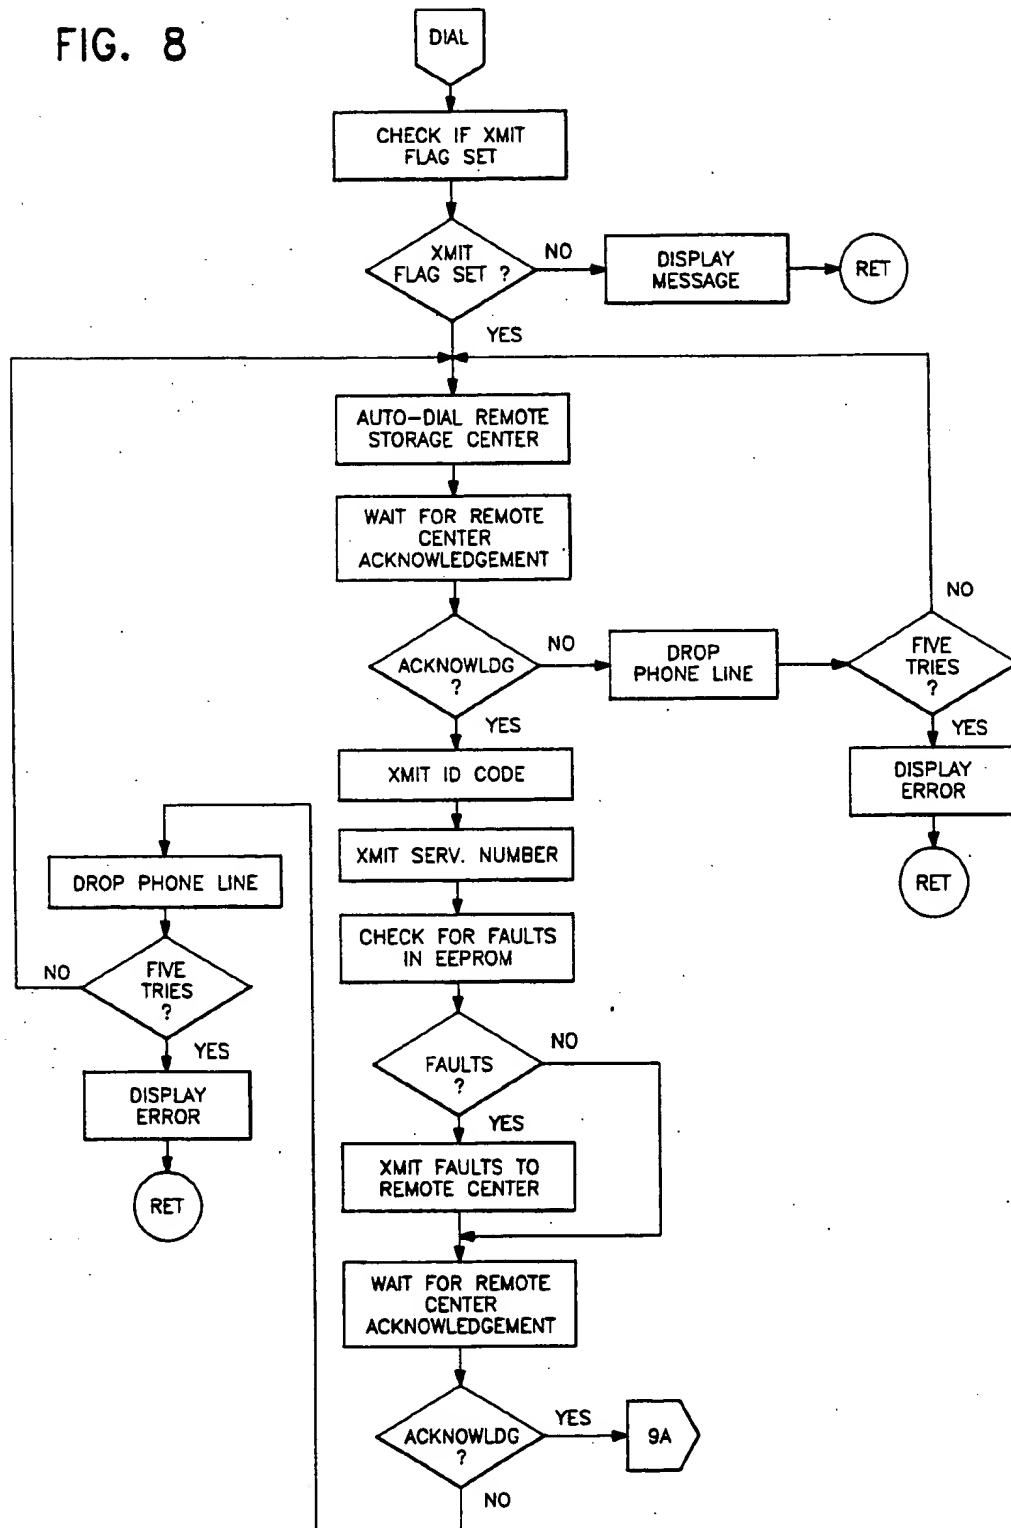 FIG. 8
DIAL
CHECK IF XMIT
FLAG SET
XMIT
FLAG SET ?
NO
DISPLAY
MESSAGE
RET
YES
AUTO-DIAL REMOTE
STORAGE CENTER
WAIT FOR REMOTE
CENTER
ACKNOWLEDGEMENT
ACKNOWLDG
?
NO
DROP
PHONE LINE
FIVE
TRIES
?
NO
YES
DISPLAY
ERROR
RET
YES
XMIT ID CODE
XMIT SERV. NUMBER
CHECK FOR FAULTS
IN EEPROM
FAULTS
?
NO
YES
XMIT FAULTS TO
REMOTE CENTER
WAIT FOR REMOTE
CENTER
ACKNOWLEDGEMENT
ACKNOWLDG
?
YES
9A
NO
DROP PHONE LINE
FIVE
TRIES
?
NO
YES
DISPLAY
ERROR
RET